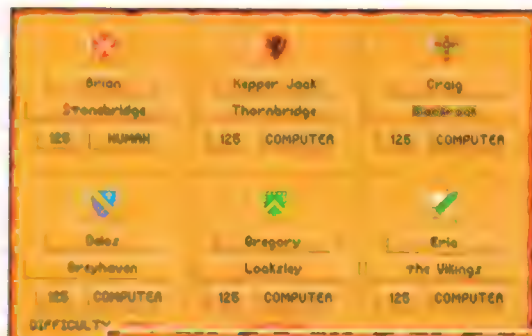 Brian Kepper Jack Craig
Stonebridge Thornbridge
125 HUMAN 125 COMPUTER 125 COMPUTER
Gregory Eric
Greyhaven Loaksley The Vikings
125 COMPUTER 125 COMPUTER 125 COMPUTER
DIFFICULTY